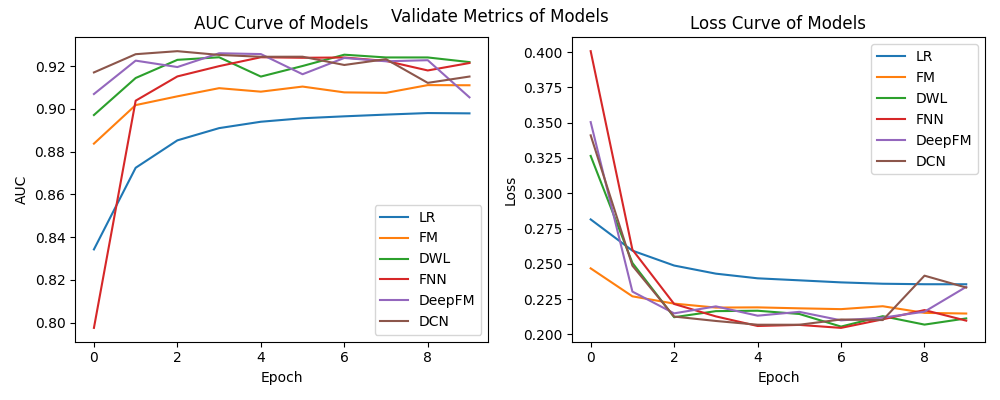 Validate Metrics of Models
AUC Curve of Models
AUC
0.92
0.90
0.88
0.86
0.84
0.82
0.80
0 2 4 6 8
Epoch
LR
FM
DWL
FNN
DeepFM
DCN
Loss Curve of Models
Loss
0.400
0.375
0.350
0.325
0.300
0.275
0.250
0.225
0.200
0 2 4 6 8
Epoch
LR
FM
DWL
FNN
DeepFM
DCN